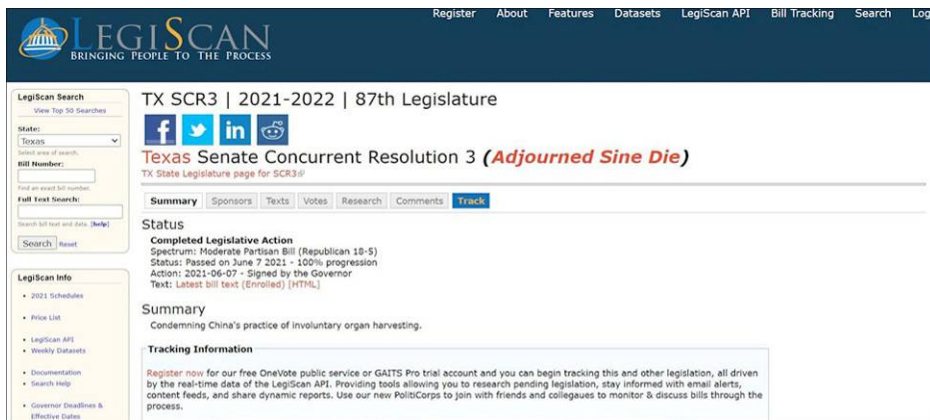 Register About Features Datasets LegiScan API Bill Tracking Search Log
LEGISCAN
BRINGING PEOPLE TO THE PROCESS
LegiScan Search
View Top 50 Searches
State:
Texas
Select area of search.
Bill Number:
Find an exact bill number.
Full Text Search:
Search bill text and data. [help]
Search Reset
LegiScan Info
• 2021 Schedules
• Price List
• LegiScan API
• Weekly Datasets
• Documentation
• Search Help
• Governor Deadlines &
Effective Dates
TX SCR3 | 2021-2022 | 87th Legislature
Texas Senate Concurrent Resolution 3 (Adjourned Sine Die)
TX State Legislature page for SCR3
Summary Sponsors Texts Votes Research Comments Track
Status
Completed Legislative Action
Spectrum: Moderate Partisan Bill (Republican 18-5)
Status: Passed on June 7 2021 - 100% progression
Action: 2021-06-07 - Signed by the Governor
Text: Latest bill text (Enrolled) [HTML]
Summary
Condemning China's practice of involuntary organ harvesting.
Tracking Information
Register now for our free OneVote public service or GAITS Pro trial account and you can begin tracking this and other legislation, all driven
by the real-time data of the LegiScan API. Providing tools allowing you to research pending legislation, stay informed with email alerts,
content feeds, and share dynamic reports. Use our new PolitiCorps to join with friends and collegaues to monitor & discuss bills through the
process.